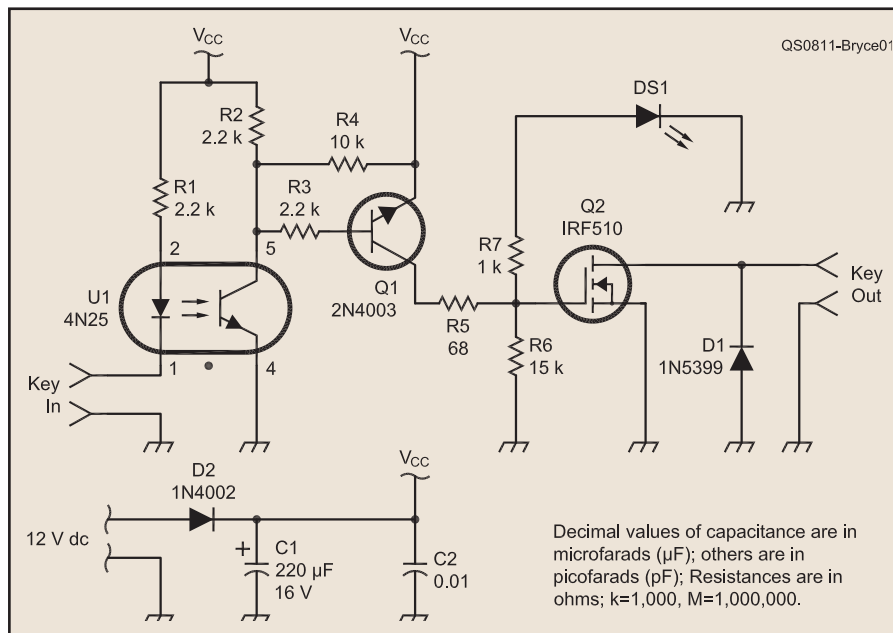 QS0811-Bryce01
VCC
VCC
DS1
R2
2.2 k
R4
10 k
R1
2.2 k
R3
2.2 k
Q2
IRF510
2
5
R7
1 k
U1
4N25
Q1
2N4003
Key
Out
R5
68
R6
15 k
D1
1N5399
1
4
Key
In
D2
1N4002
VCC
12 V dc
+
C1
220 µF
16 V
C2
0.01
Decimal values of capacitance are in
microfarads (µF); others are in
picofarads (pF); Resistances are in
ohms; k=1,000, M=1,000,000.